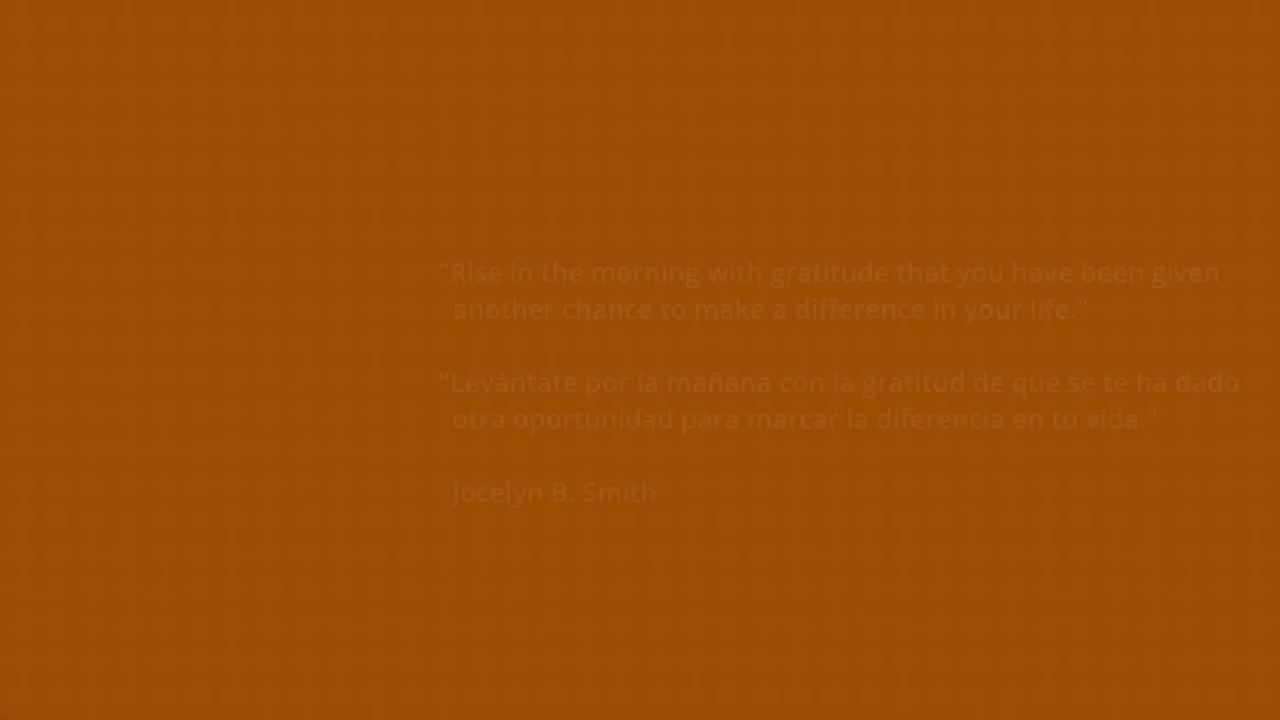 "Rise in the morning with gratitude that you have been given
another chance to make a difference in your life."
"Levántate por la mañana con la gratitud de que se te ha dado
otra oportunidad para marcar la diferencia en tu vida."
Jocelyn B. Smith